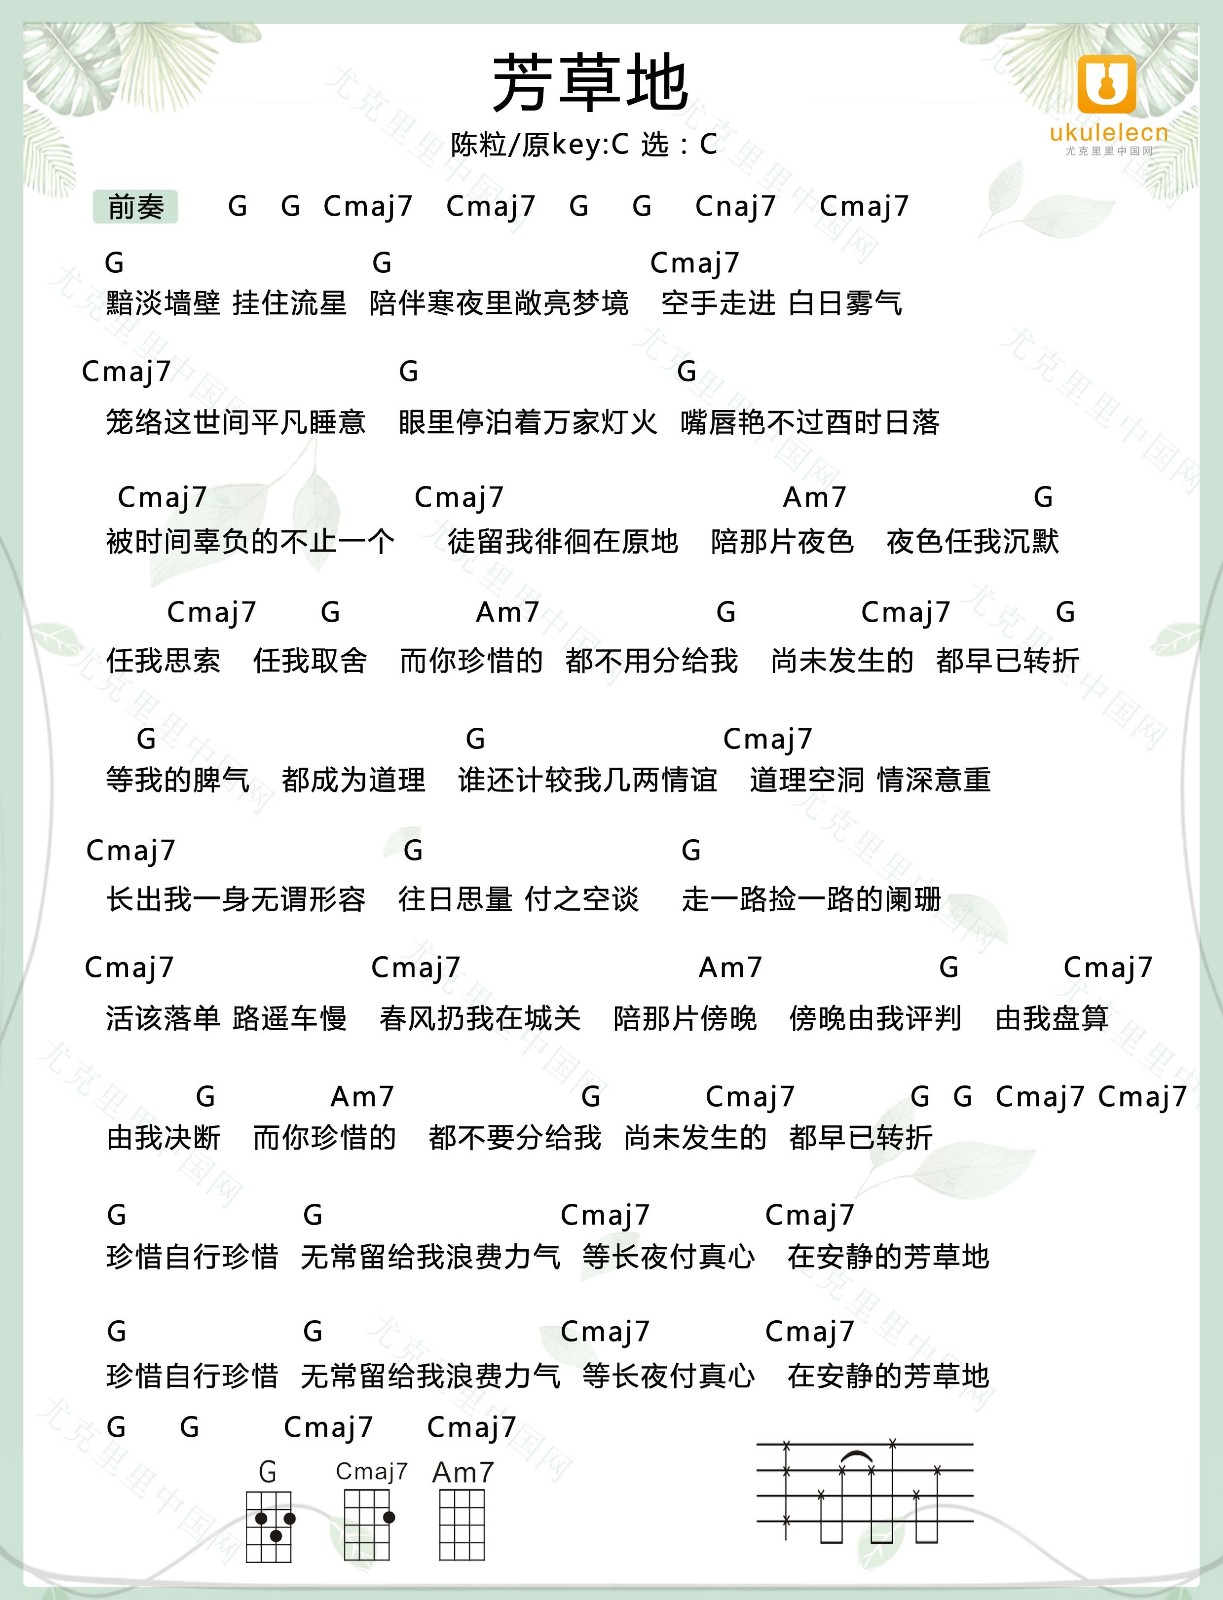 芳草地
陈粒/原key:C 选：C
ukulelecn
尤克里里中国网
前奏 G G Cmaj7 Cmaj7 G G Cnaj7 Cmaj7
G G Cmaj7
黯淡墙壁 挂住流星 陪伴寒夜里敞亮梦境 空手走进 白日雾气
Cmaj7 G G
笼络这世间平凡睡意 眼里停泊着万家灯火 嘴唇艳不过酉时日落
Cmaj7 Cmaj7 Am7 G
被时间辜负的不止一个 徒留我徘徊在原地 陪那片夜色 夜色任我沉默
Cmaj7 G Am7 G Cmaj7 G
任我思索 任我取舍 而你珍惜的 都不用分给我 尚未发生的 都早已转折
G G Cmaj7
等我的脾气 都成为道理 谁还计较我几两情谊 道理空洞 情深意重
Cmaj7 G G
长出我一身无谓形容 往日思量 付之空谈 走一路捡一路的阑珊
Cmaj7 Cmaj7 Am7 G Cmaj7
活该落单 路遥车慢 春风扔我在城关 陪那片傍晚 傍晚由我评判 由我盘算
G Am7 G Cmaj7 G G Cmaj7 Cmaj7
由我决断 而你珍惜的 都不要分给我 尚未发生的 都早已转折
G G Cmaj7 Cmaj7
珍惜自行珍惜 无常留给我浪费力气 等长夜付真心 在安静的芳草地
G G Cmaj7 Cmaj7
珍惜自行珍惜 无常留给我浪费力气 等长夜付真心 在安静的芳草地
G G Cmaj7 Cmaj7
G Cmaj7 Am7